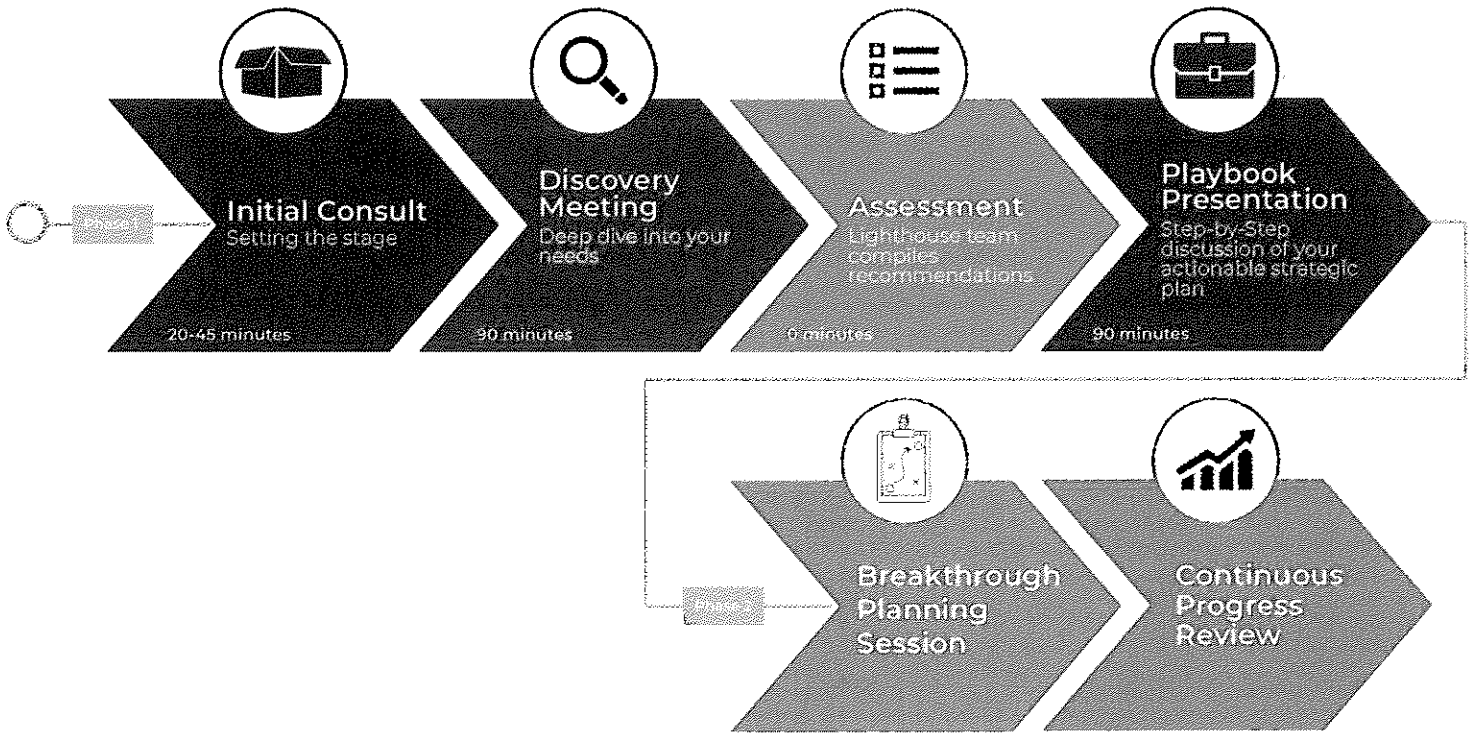 Phase 1
Initial Consult
Setting the stage
20-45 minutes
Discovery
Meeting
Deep dive into your
needs
90 minutes
Assessment
Lighthouse team
compiles
recommendations
0 minutes
Playbook
Presentation
Step-by-Step
discussion of your
actionable strategic
plan
90 minutes
Phase 2
Breakthrough
Planning
Session
Continuous
Progress
Review